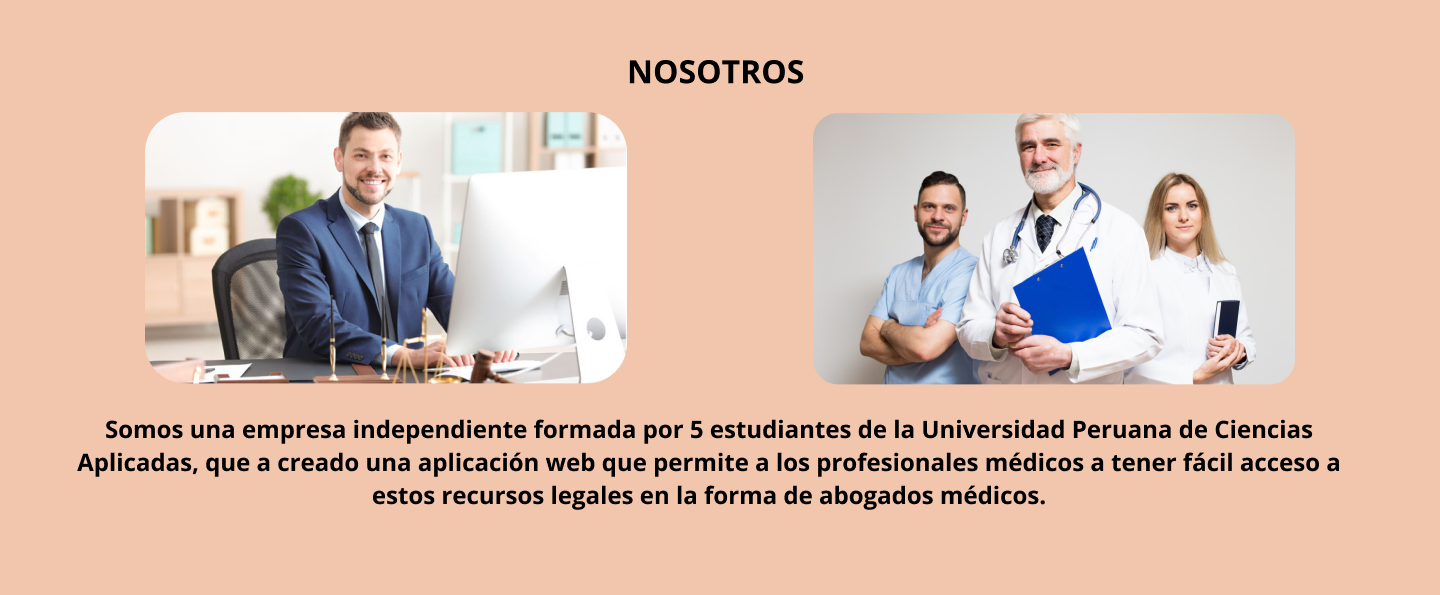 NOSOTROS
Somos una empresa independiente formada por 5 estudiantes de la Universidad Peruana de Ciencias
Aplicadas, que a creado una aplicación web que permite a los profesionales médicos a tener fácil acceso a
estos recursos legales en la forma de abogados médicos.